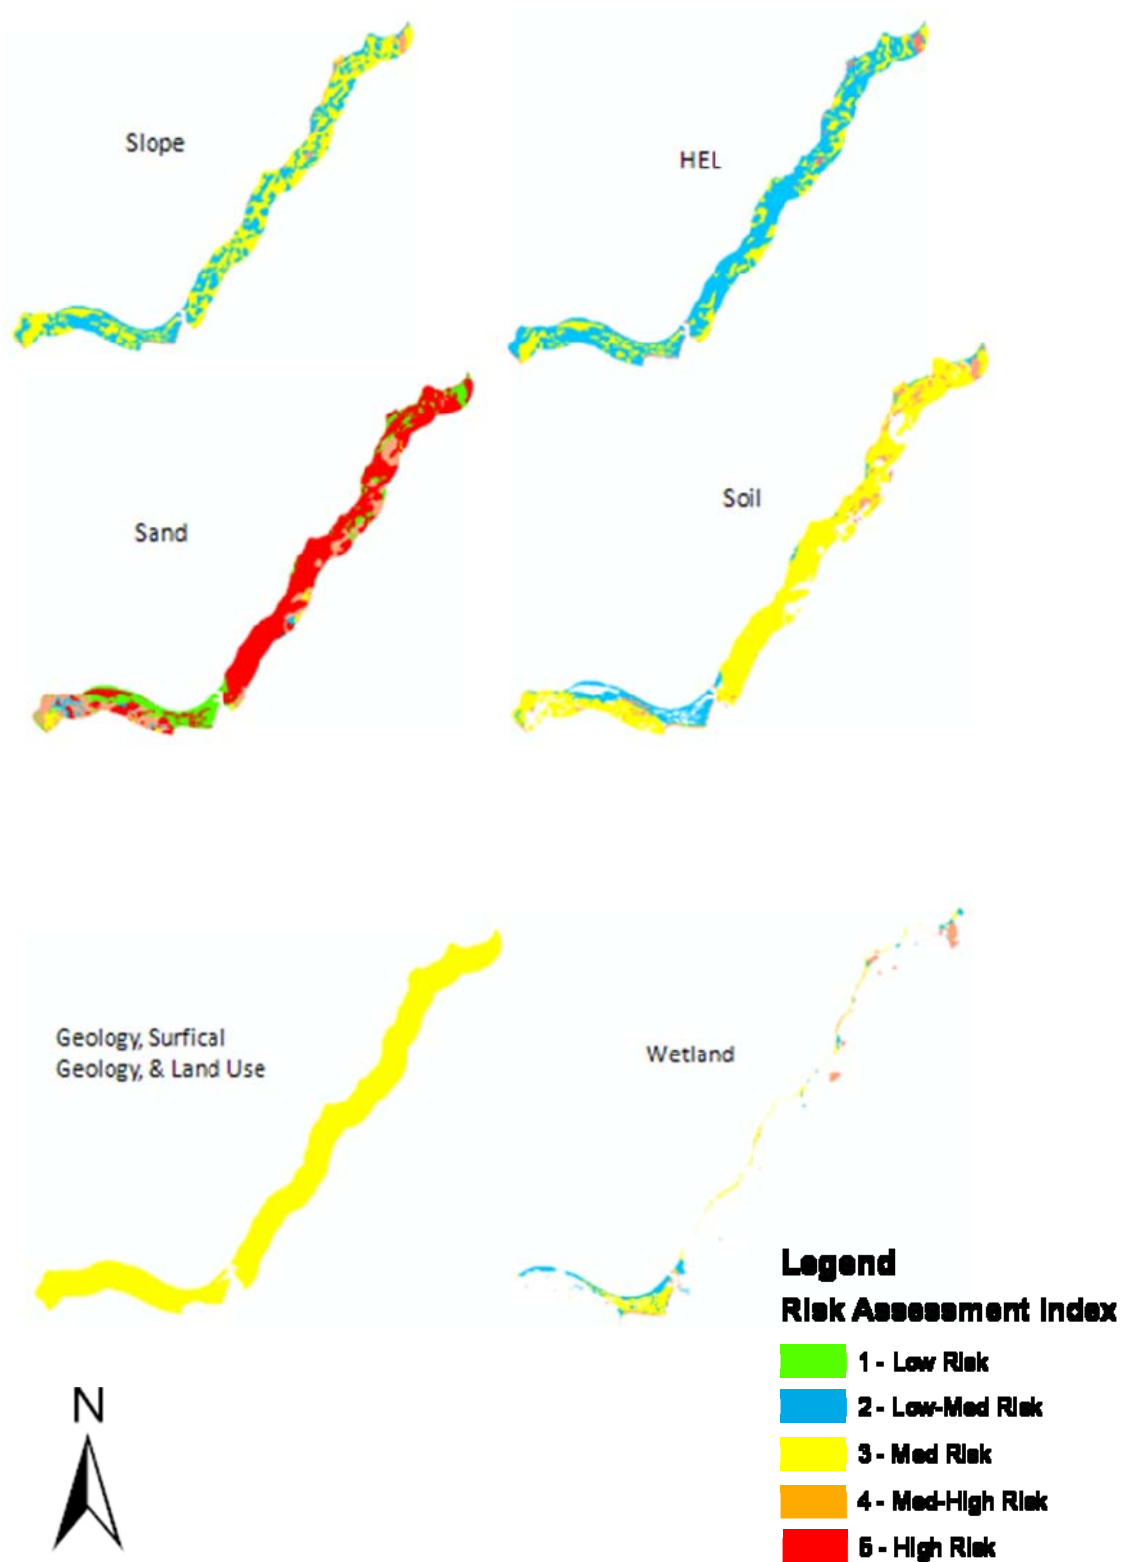 Slope
HEL
Sand
Soil
Geology, Surfical
Geology, & Land Use
Wetland
Legend
Risk Assessment Index
1 - Low Risk
2 - Low-Med Risk
3 - Med Risk
4 - Med-High Risk
5 - High Risk
N